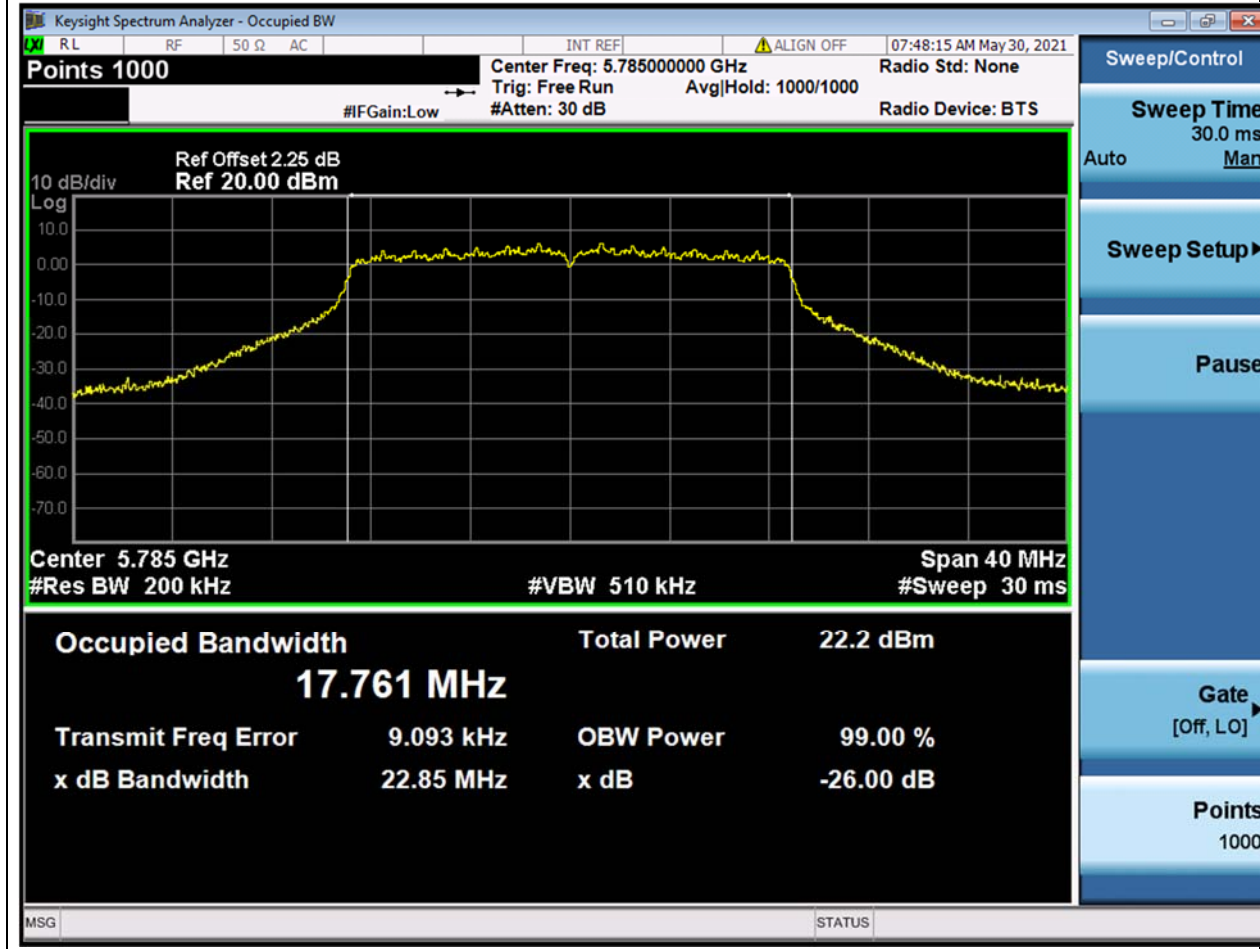 Keysight Spectrum Analyzer - Occupied BW
LXI RL RF 50 Ω AC INT REF ALIGN OFF 07:48:15 AM May 30, 2021
Points 1000
Center Freq: 5.785000000 GHz
Radio Std: None
Trig: Free Run Avg|Hold: 1000/1000
#IFGain:Low #Atten: 30 dB Radio Device: BTS
Ref Offset 2.25 dB
10 dB/div Ref 20.00 dBm
Log
10.0
0.00
-10.0
-20.0
-30.0
-40.0
-50.0
-60.0
-70.0
Center 5.785 GHz Span 40 MHz
#Res BW 200 kHz #VBW 510 kHz #Sweep 30 ms
Occupied Bandwidth Total Power 22.2 dBm
17.761 MHz
Transmit Freq Error 9.093 kHz OBW Power 99.00 %
x dB Bandwidth 22.85 MHz x dB -26.00 dB
MSG STATUS
Sweep/Control
Sweep Time
30.0 ms
Auto Man
Sweep Setup
Pause
Gate
[Off, LO]
Points
1000